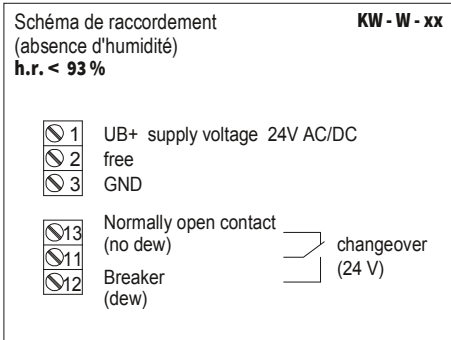 Schéma de raccordement
KW - W - xx
(absence d'humidité)
h.r. < 93 %
1 UB+ supply voltage 24V AC/DC
2 free
3 GND
13 Normally open contact
(no dew)
11
12 Breaker
(dew)
changeover
(24 V)